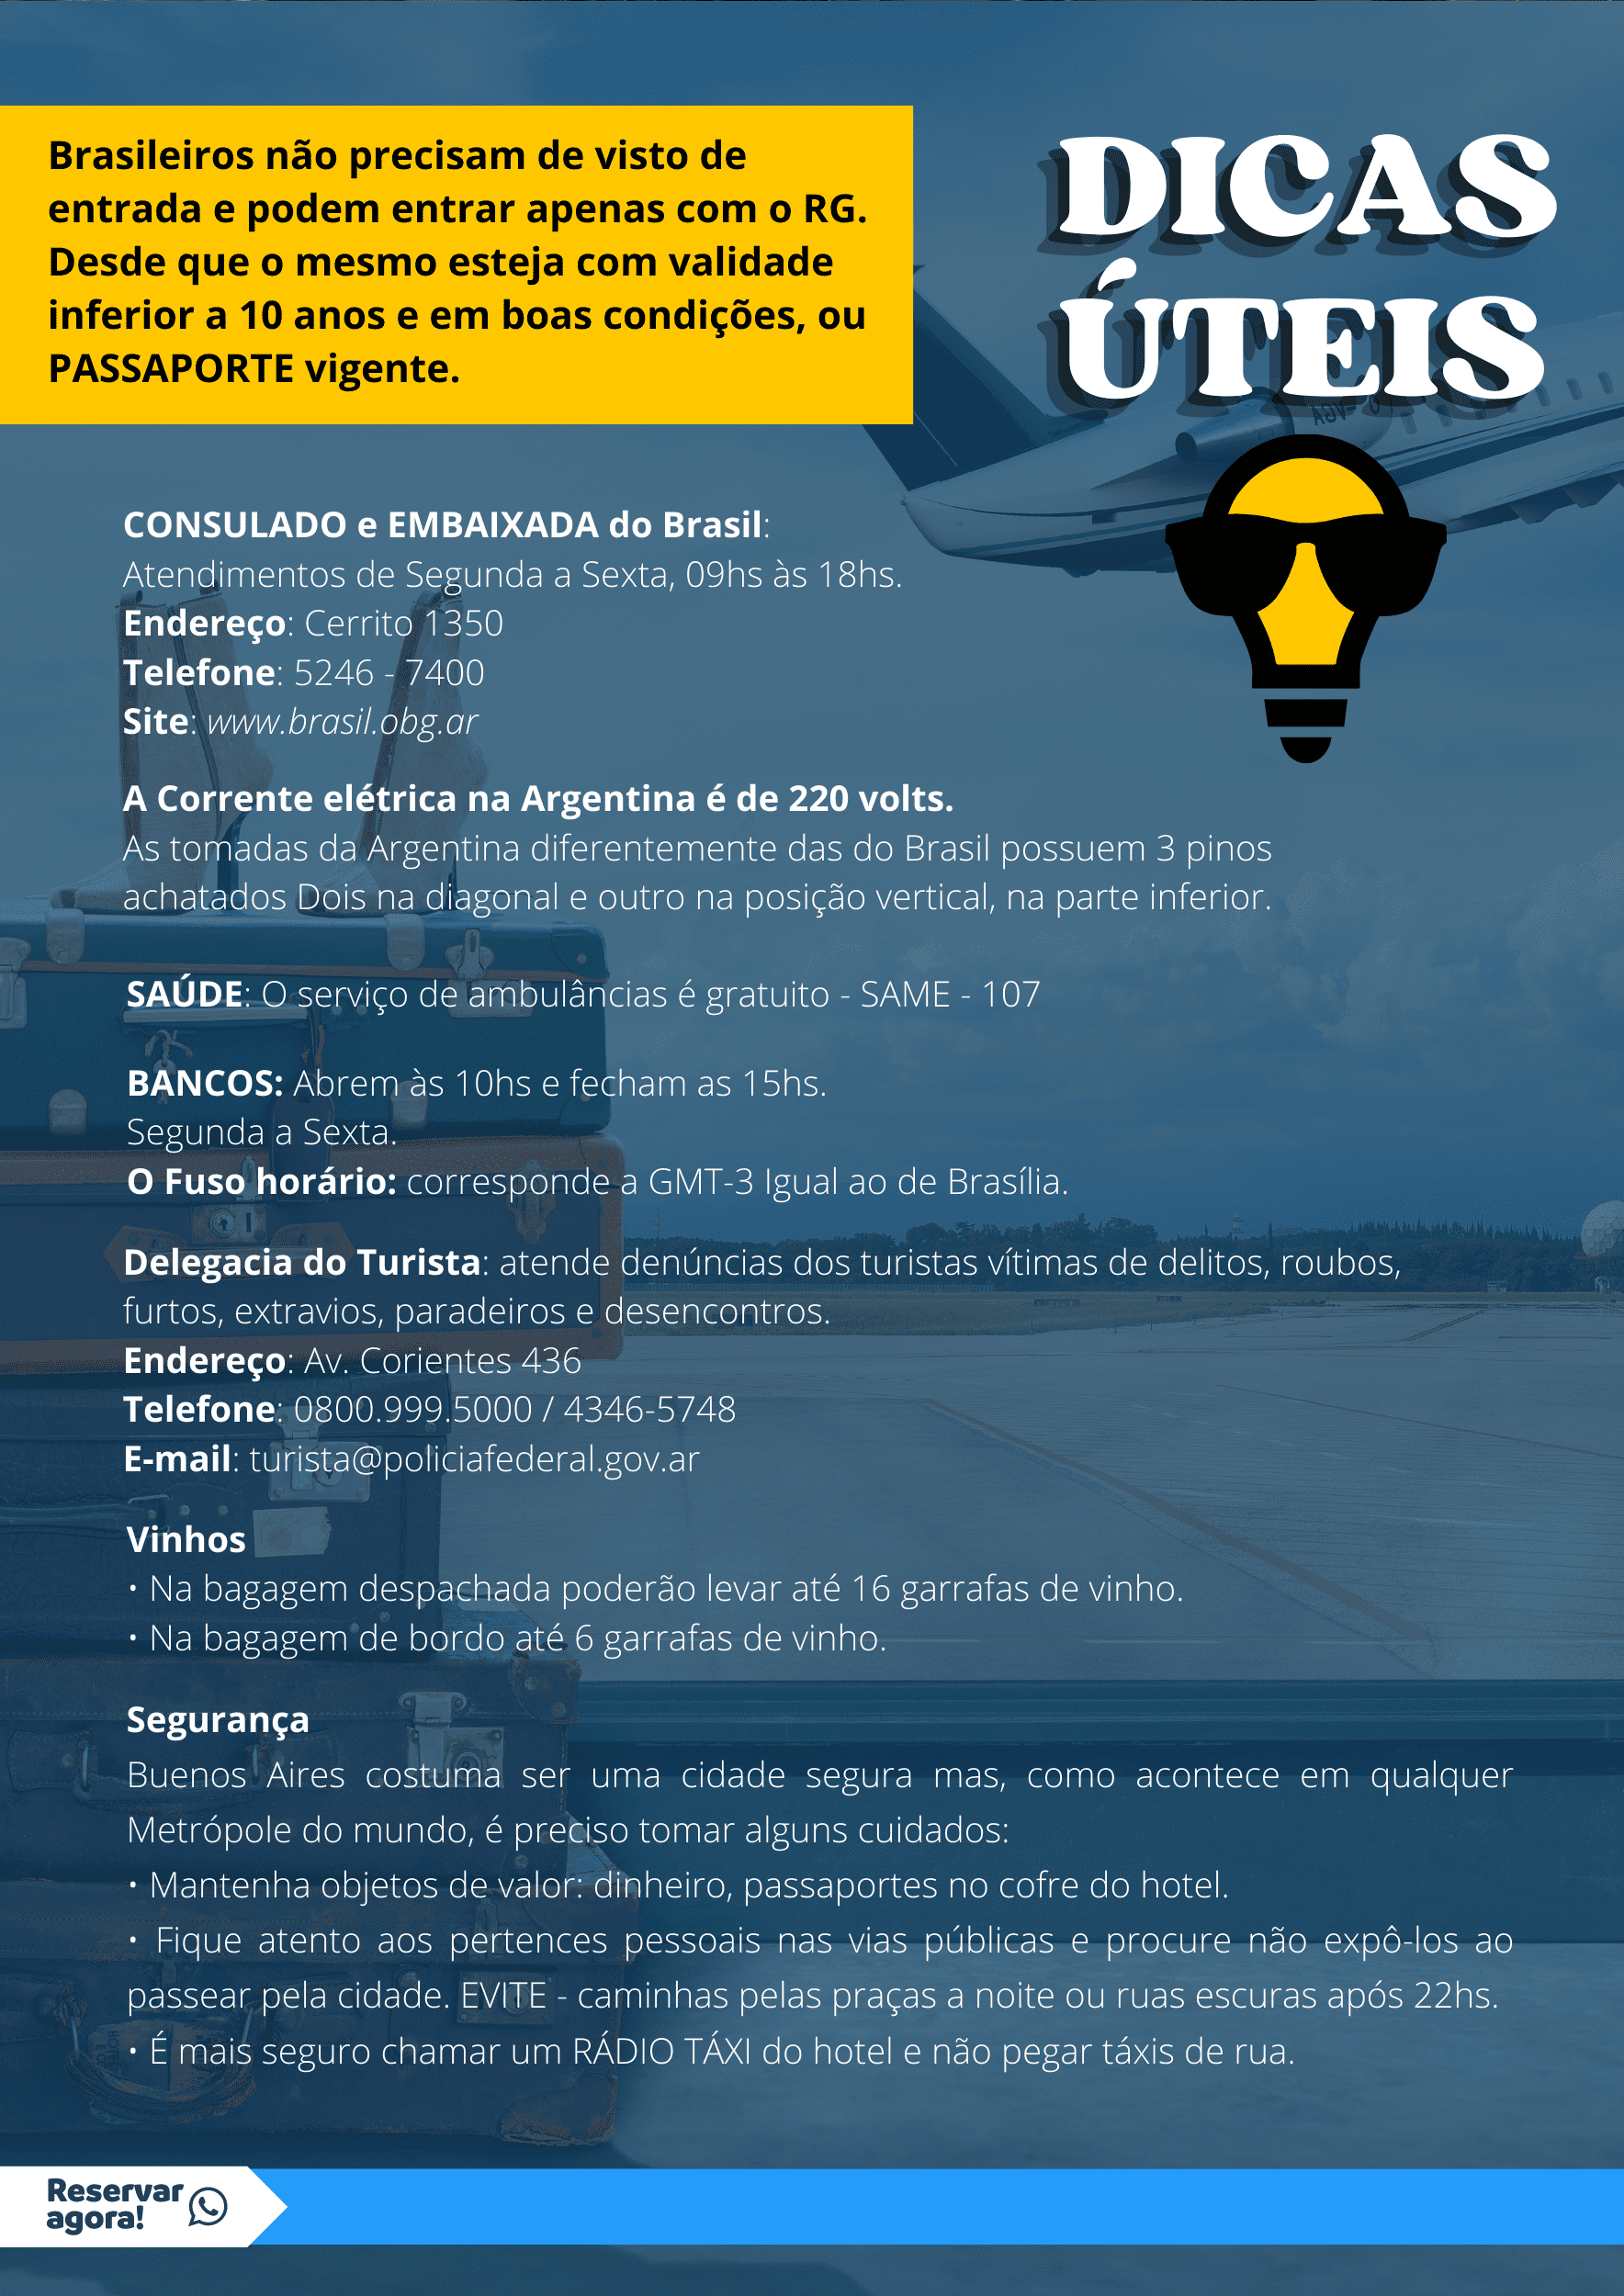 Brasileiros não precisam de visto de
entrada e podem entrar apenas com o RG.
Desde que o mesmo esteja com validade
inferior a 10 anos e em boas condições, ou
PASSAPORTE vigente.
DICAS
ÚTEIS
CONSULADO e EMBAIXADA do Brasil:
Atendimentos de Segunda a Sexta, 09hs às 18hs.
Endereço: Cerrito 1350
Telefone: 5246 - 7400
Site: www.brasil.obg.ar
A Corrente elétrica na Argentina é de 220 volts.
As tomadas da Argentina diferentemente das do Brasil possuem 3 pinos
achatados Dois na diagonal e outro na posição vertical, na parte inferior.
SAÚDE: O serviço de ambulâncias é gratuito - SAME - 107
BANCOS: Abrem às 10hs e fecham as 15hs.
Segunda a Sexta.
O Fuso horário: corresponde a GMT-3 Igual ao de Brasília.
Delegacia do Turista: atende denúncias dos turistas vítimas de delitos, roubos,
furtos, extravios, paradeiros e desencontros.
Endereço: Av. Corientes 436
Telefone: 0800.999.5000 / 4346-5748
E-mail: turista@policiafederal.gov.ar
Vinhos
• Na bagagem despachada poderão levar até 16 garrafas de vinho.
• Na bagagem de bordo até 6 garrafas de vinho.
Segurança
Buenos Aires costuma ser uma cidade segura mas, como acontece em qualquer
Metrópole do mundo, é preciso tomar alguns cuidados:
• Mantenha objetos de valor: dinheiro, passaportes no cofre do hotel.
• Fique atento aos pertences pessoais nas vias públicas e procure não expô-los ao
passear pela cidade. EVITE - caminhas pelas praças a noite ou ruas escuras após 22hs.
• É mais seguro chamar um RÁDIO TÁXI do hotel e não pegar táxis de rua.
Reservar
agora!